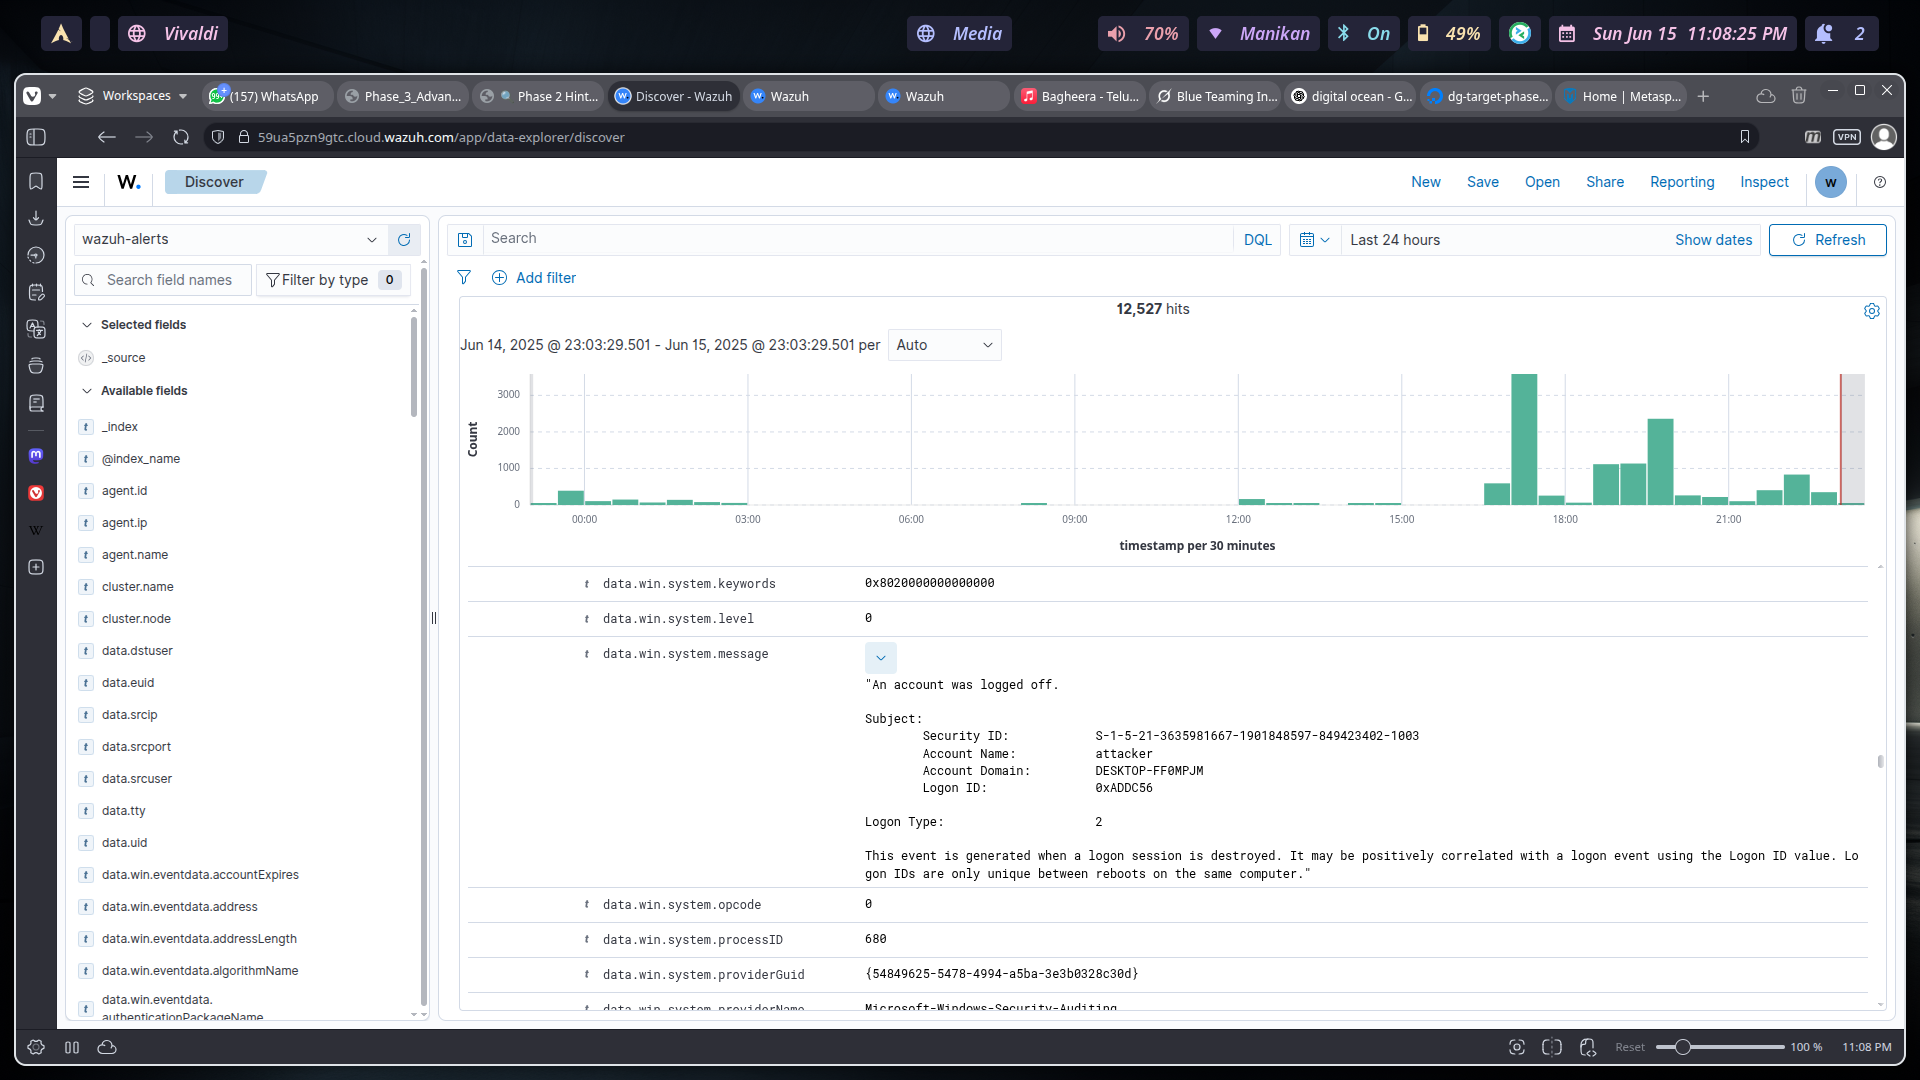 Vivaldi
Media
70%
Manikan
On
49%
Sun Jun 15 11:08:25 PM
2
Workspaces
(157) WhatsApp
Phase_3_Advan...
Phase 2 Hint...
Discover - Wazuh
Wazuh
Wazuh
Bagheera - Telu...
Blue Teaming In...
digital ocean - G...
dg-target-phase...
Home | Metasp...
59ua5pzn9gtc.cloud.wazuh.com/app/data-explorer/discover
VPN
W.
Discover
New
Save
Open
Share
Reporting
Inspect
w
wazuh-alerts
Search
DQL
Last 24 hours
Show dates
Refresh
Search field names
Filter by type 0
Add filter
Selected fields
_source
Available fields
t _index
t @index_name
t agent.id
t agent.ip
t agent.name
t cluster.name
t cluster.node
t data.dstuser
t data.euid
t data.srcip
t data.srcport
t data.srcuser
t data.tty
t data.uid
t data.win.eventdata.accountExpires
t data.win.eventdata.address
t data.win.eventdata.addressLength
t data.win.eventdata.algorithmName
t data.win.eventdata.
authenticationPackageName
12,527 hits
Jun 14, 2025 @ 23:03:29.501 - Jun 15, 2025 @ 23:03:29.501 per Auto
Count
3000
2000
1000
0
00:00 03:00 06:00 09:00 12:00 15:00 18:00 21:00
timestamp per 30 minutes
t data.win.system.keywords 0x8020000000000000
t data.win.system.level 0
t data.win.system.message
"An account was logged off.
Subject:
Security ID: S-1-5-21-3635981667-1901848597-849423402-1003
Account Name: attacker
Account Domain: DESKTOP-FF0MPJM
Logon ID: 0xADDC56
Logon Type: 2
This event is generated when a logon session is destroyed. It may be positively correlated with a logon event using the Logon ID value. Lo
gon IDs are only unique between reboots on the same computer."
t data.win.system.opcode 0
t data.win.system.processID 680
t data.win.system.providerGuid {54849625-5478-4994-a5ba-3e3b0328c30d}
t data.win.system.providerName Microsoft-Windows-Security-Auditing
Reset
100 %
11:08 PM